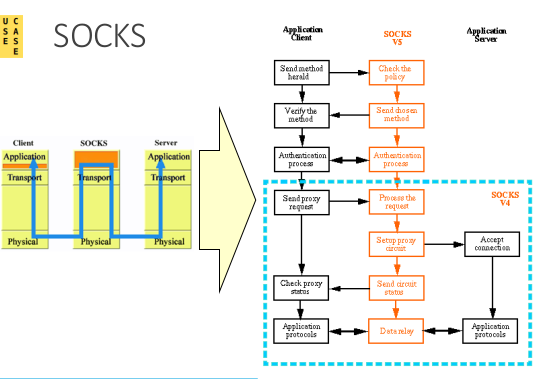 USE CASE
SOCKS
Application
Client
SOCKS
V5
Application
Server
Send method
herald
Check the
policy
Verify the
method
Send chosen
method
Authentication
process
Authentication
process
Client
SOCKS
Server
Application
Application
Transport
Transport
Transport
Physical
Physical
Physical
Send proxy
request
Process the
request
SOCKS
V4
Setup proxy
circuit
Accept
connection
Check proxy
status
Send circuit
status
Application
protocols
Data relay
Application
protocols